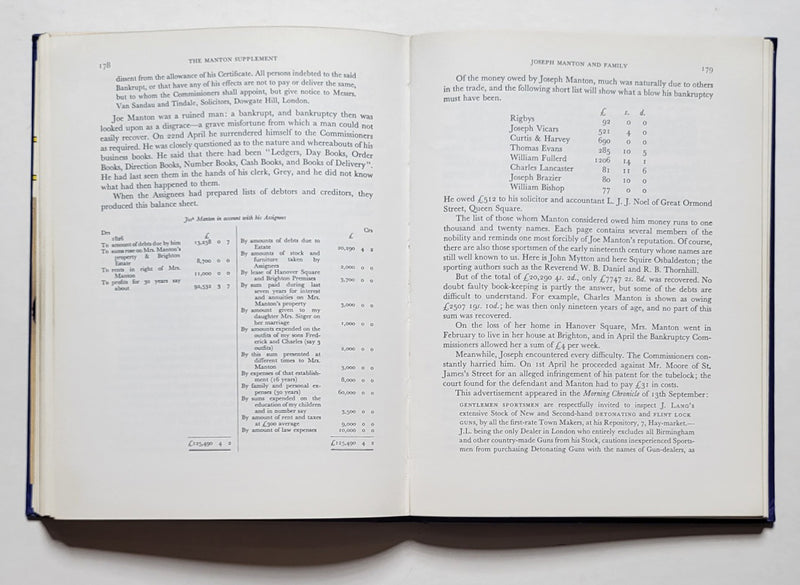 178
THE MANTON SUPPLEMENT
dissent from the allowance of his Certificate. All persons indebted to the said
Bankrupt, or that have any of his effects are not to pay or deliver the same,
but to whom the Commissioners shall appoint, but give notice to Messrs.
Van Sandau and Tindale, Solicitors, Dowgate Hill, London.
Joe Manton was a ruined man: a bankrupt, and bankruptcy then was
looked upon as a disgrace—a grave misfortune from which a man could not
easily recover. On 22nd April he surrendered himself to the Commissioners
as required. He was closely questioned as to the nature and whereabouts of his
business books. He said that there had been "Ledgers, Day Books, Order
Books, Direction Books, Number Books, Cash Books, and Books of Delivery".
He had last seen them in the hands of his clerk, Grey, and he did not know
what had then happened to them.
When the Assignees had prepared lists of debtors and creditors, they
produced this balance sheet.
Josh Manton in account with his Assignees
Drs
1826 £
To amount of debts due by him 13,258 0 7
To sums rose on Mrs. Manton's
property & Brighton
Estate 8,700 0 0
To rents in right of Mrs.
Manton 11,000 0 0
To profits for 30 years say
about 92,532 3 7
£125,490 4 2
Crs
£
By amounts of debts due to
Estate 20,290 4 2
By amounts of stock and
furniture taken by
Assignees 2,000 0 0
By lease of Hanover Square
and Brighton Premises 3,700 0 0
By sum paid during last
seven years for interest
and annuities on Mrs.
Manton's property 3,000 0 0
By amount given to my
daughter Mrs. Singer on
her marriage 1,000 0 0
By amounts expended on the
outfits of my sons Fred-
erick and Charles (say 3
outfits) 2,000 0 0
By this sum presented at
different times to Mrs.
Manton 3,000 0 0
By expenses of that establish-
ment (16 years) 8,000 0 0
By family and personal ex-
penses (30 years) 60,000 0 0
By sums expended on the
education of my children
and in number say 3,500 0 0
By amount of rent and taxes
at £300 average 9,000 0 0
By amount of law expenses 10,000 0 0
£125,490 4 2
JOSEPH MANTON AND FAMILY
179
Of the money owed by Joseph Manton, much was naturally due to others
in the trade, and the following short list will show what a blow his bankruptcy
must have been.
£ s. d.
Rigbys 92 0 0
Joseph Vicars 521 4 0
Curtis & Harvey 690 0 0
Thomas Evans 285 10 5
William Fullerd 1206 14 1
Charles Lancaster 81 11 6
Joseph Brazier 80 10 0
William Bishop 77 0 0
He owed £512 to his solicitor and accountant L. J. J. Noel of Great Ormond
Street, Queen Square.
The list of those whom Manton considered owed him money runs to one
thousand and twenty names. Each page contains several members of the
nobility and reminds one most forcibly of Joe Manton's reputation. Of course,
there are also those sportsmen of the early nineteenth century whose names are
still well known to us. Here is John Mytton and here Squire Osbaldeston; the
sporting authors such as the Reverend W. B. Daniel and R. B. Thornhill.
But of the total of £20,290 4s. 2d., only £7747 2s. 8d. was recovered. No
doubt faulty book-keeping is partly the answer, but some of the debts are
difficult to understand. For example, Charles Manton is shown as owing
£2507 19s. 10d.; he was then only nineteen years of age, and no part of this
sum was recovered.
On the loss of her home in Hanover Square, Mrs. Manton went in
February to live in her house at Brighton, and in April the Bankruptcy Com-
missioners allowed her a sum of £4 per week.
Meanwhile, Joseph encountered every difficulty. The Commissioners con-
stantly harried him. On 1st April he proceeded against Mr. Moore of St.
James's Street for an alleged infringement of his patent for the tubelock; the
court found for the defendant and Manton had to pay £31 in costs.
This advertisement appeared in the Morning Chronicle of 13th September:
GENTLEMEN SPORTSMEN are respectfully invited to inspect J. LANG'S
extensive Stock of New and Second-hand DETONATING and FLINT LOCK
GUNS, by all the first-rate Town Makers, at his Repository, 7, Hay-market.—
J.L. being the only Dealer in London who entirely excludes all Birmingham
and other country-made Guns from his Stock, cautions inexperienced Sports-
men from purchasing Detonating Guns with the names of Gun-dealers, as